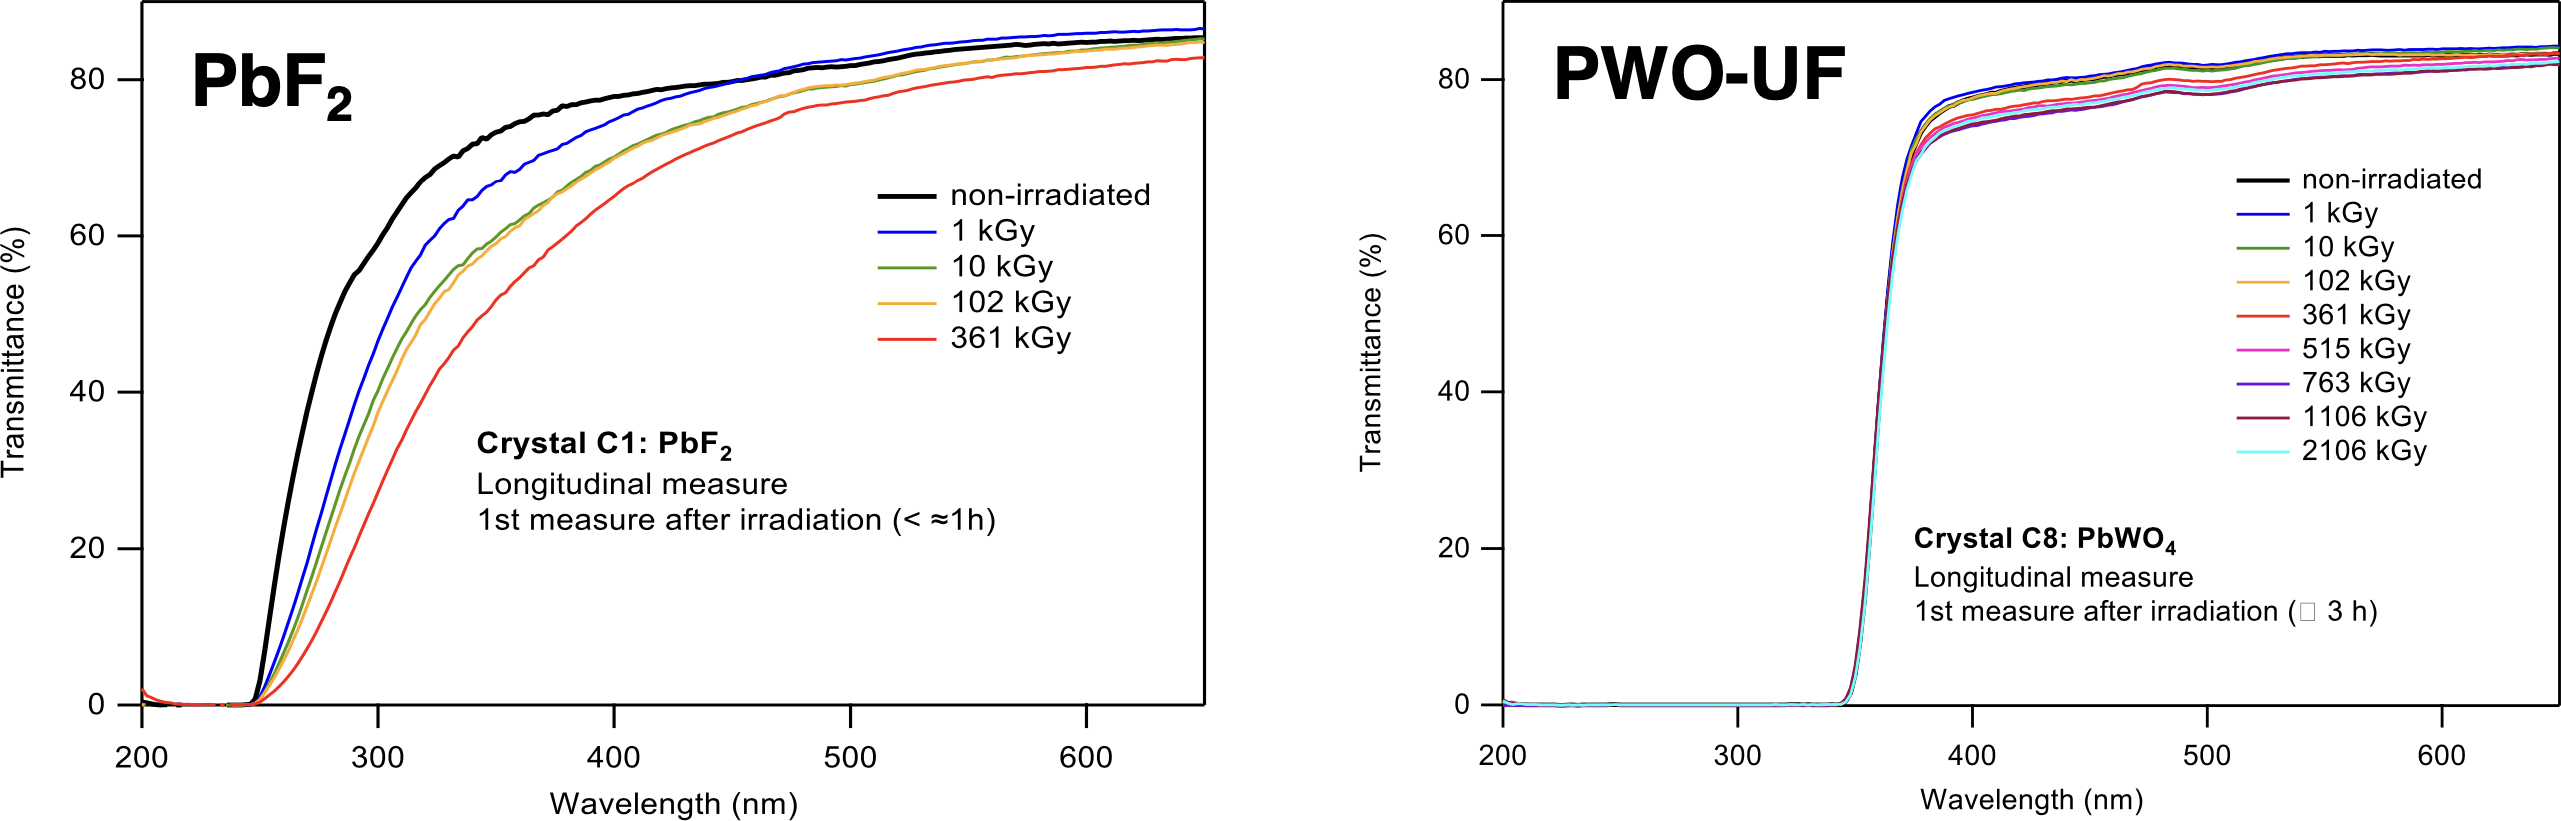 PbF₂
80
60
40
20
0
Transmittance (%)
non-irradiated
1 kGy
10 kGy
102 kGy
361 kGy
Crystal C1: PbF₂
Longitudinal measure
1st measure after irradiation (< ≈1h)
200 300 400 500 600
Wavelength (nm)
PWO-UF
80
60
40
20
0
Transmittance (%)
non-irradiated
1 kGy
10 kGy
102 kGy
361 kGy
515 kGy
763 kGy
1106 kGy
2106 kGy
Crystal C8: PbWO₄
Longitudinal measure
1st measure after irradiation (□ 3 h)
200 300 400 500 600
Wavelength (nm)